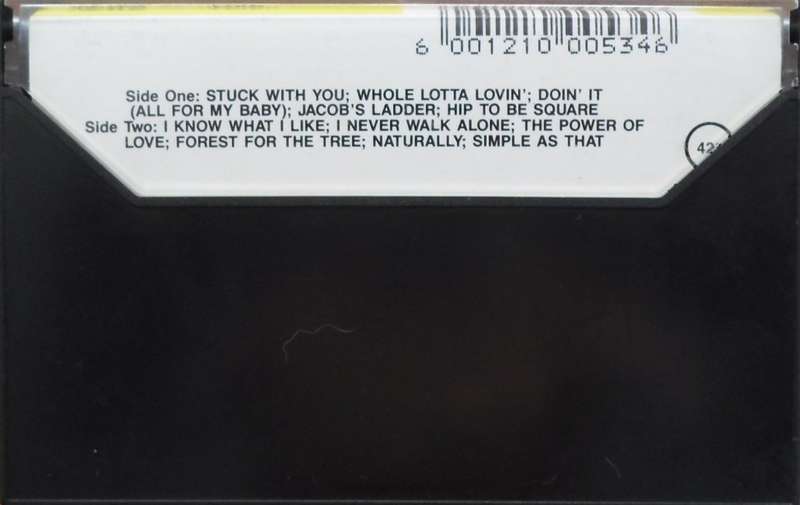 6 001210 005346
Side One: STUCK WITH YOU; WHOLE LOTTA LOVIN'; DOIN' IT
(ALL FOR MY BABY); JACOB'S LADDER; HIP TO BE SQUARE
Side Two: I KNOW WHAT I LIKE; I NEVER WALK ALONE; THE POWER OF
LOVE; FOREST FOR THE TREE; NATURALLY; SIMPLE AS THAT